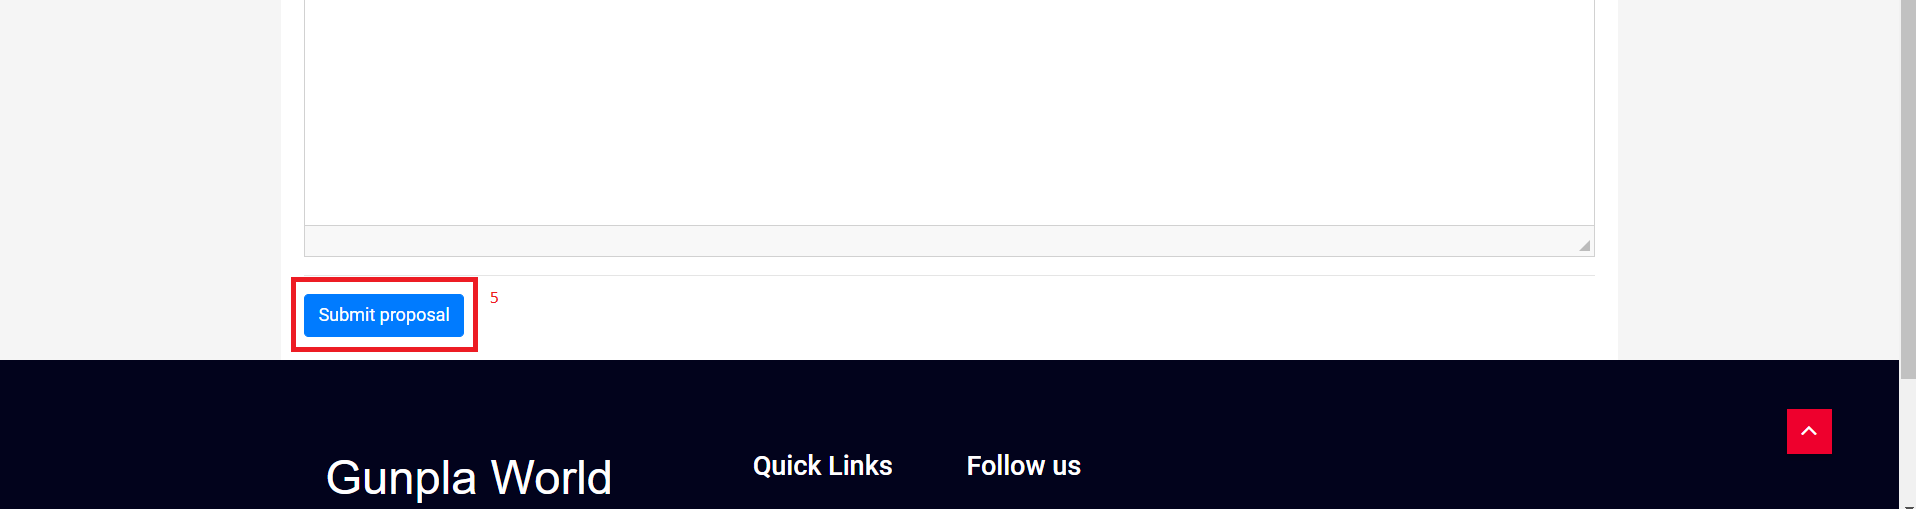 Submit proposal
5
Gunpla World
Quick Links
Follow us